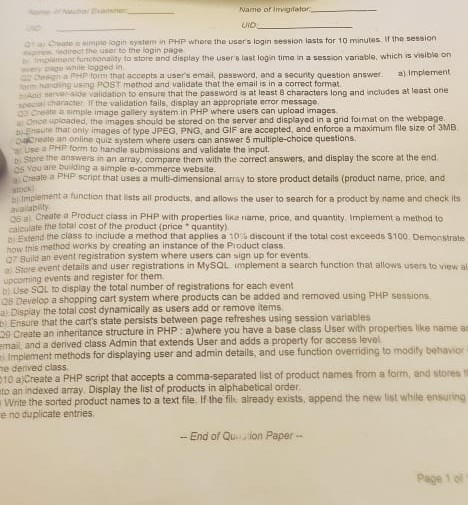 Name of Neutral Examiner:
Name of Invigilator:
UID:
UID:
Q1 a) Create a simple login system in PHP where the user's login session lasts for 10 minutes. If the session
expires, redirect the user to the login page.
b) Implement functionality to store and display the user's last login time in a session variable, which is visible on
every page while logged in.
Q2 Design a PHP form that accepts a user's email, password, and a security question answer. a) Implement
form handling using POST method and validate that the email is in a correct format.
b) Add server-side validation to ensure that the password is at least 8 characters long and includes at least one
special character. If the validation fails, display an appropriate error message.
Q3 Create a simple image gallery system in PHP where users can upload images.
a) Once uploaded, the images should be stored on the server and displayed in a grid format on the webpage.
b) Ensure that only images of type JPEG, PNG, and GIF are accepted, and enforce a maximum file size of 3MB.
Q4 Create an online quiz system where users can answer 5 multiple-choice questions.
a) Use a PHP form to handle submissions and validate the input.
b) Store the answers in an array, compare them with the correct answers, and display the score at the end.
Q5 You are building a simple e-commerce website.
a) Create a PHP script that uses a multi-dimensional array to store product details (product name, price, and
stock).
b) Implement a function that lists all products, and allows the user to search for a product by name and check its
availability.
Q6 a). Create a Product class in PHP with properties like name, price, and quantity. Implement a method to
calculate the total cost of the product (price * quantity).
b) Extend the class to include a method that applies a 10% discount if the total cost exceeds $100. Demonstrate
how this method works by creating an instance of the Product class.
Q7 Build an event registration system where users can sign up for events.
a) Store event details and user registrations in MySQL. implement a search function that allows users to view al
upcoming events and register for them.
b) Use SQL to display the total number of registrations for each event
Q8 Develop a shopping cart system where products can be added and removed using PHP sessions.
a) Display the total cost dynamically as users add or remove items.
b) Ensure that the cart's state persists between page refreshes using session variables
Q9 Create an inheritance structure in PHP : a)where you have a base class User with properties like name a
email, and a derived class Admin that extends User and adds a property for access level.
Implement methods for displaying user and admin details, and use function overriding to modify behavior
he derived class.
Q10 a)Create a PHP script that accepts a comma-separated list of product names from a form, and stores
to an indexed array. Display the list of products in alphabetical order.
Write the sorted product names to a text file. If the file already exists, append the new list while ensuring
e no duplicate entries.
-- End of Question Paper --
Page 1 of